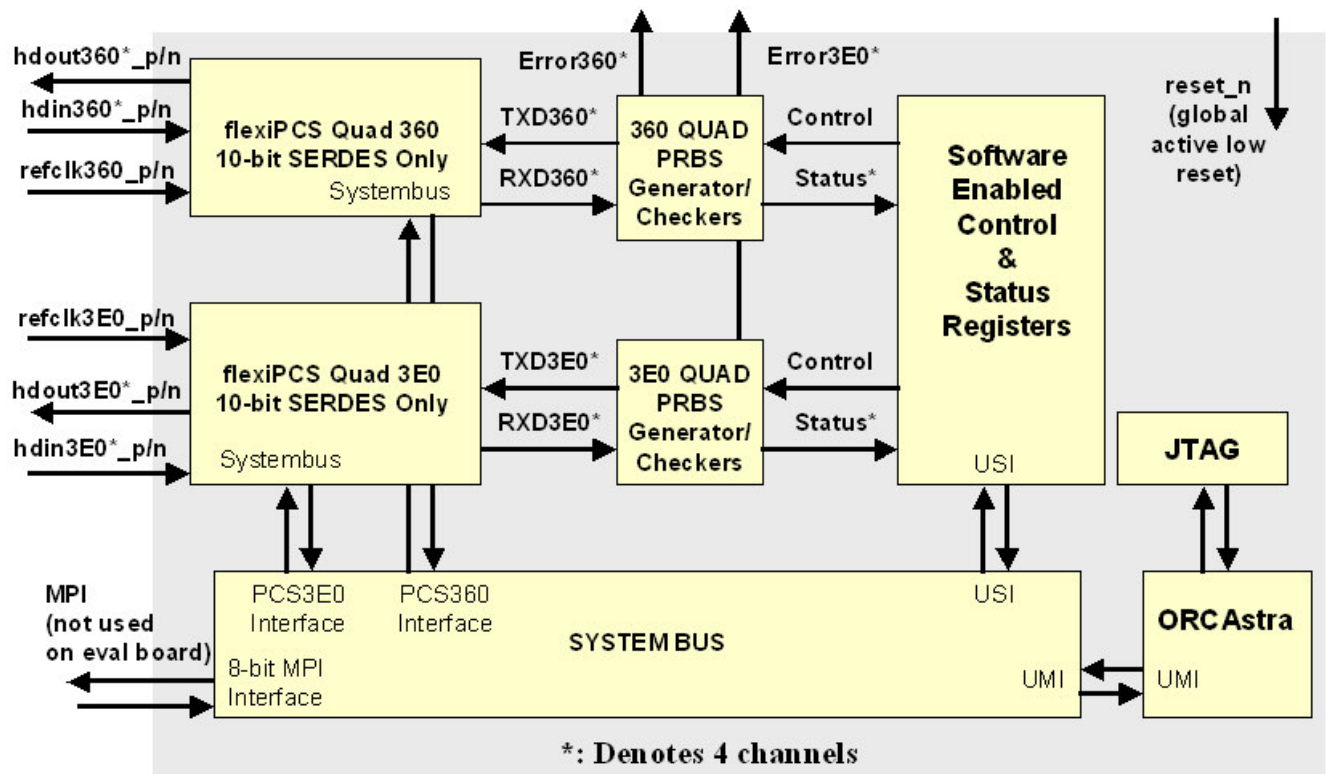 hdout360*_p/n
hdin360*_p/n
refclk360_p/n
flexiPCS Quad 360
10-bit SERDES Only
Systembus
Error360*
Error3E0*
TXD360*
RXD360*
360 QUAD
PRBS
Generator/
Checkers
Control
Status*
Software
Enabled
Control
&
Status
Registers
USI
reset_n
(global
active low
reset)
refclk3E0_p/n
hdout3E0*_p/n
hdin3E0*_p/n
flexiPCS Quad 3E0
10-bit SERDES Only
Systembus
TXD3E0*
RXD3E0*
3E0 QUAD
PRBS
Generator/
Checkers
Control
Status*
JTAG
MPI
(not used
on eval board)
PCS3E0
Interface
PCS360
Interface
8-bit MPI
Interface
SYSTEM BUS
USI
UMI
ORCAstra
UMI
*: Denotes 4 channels